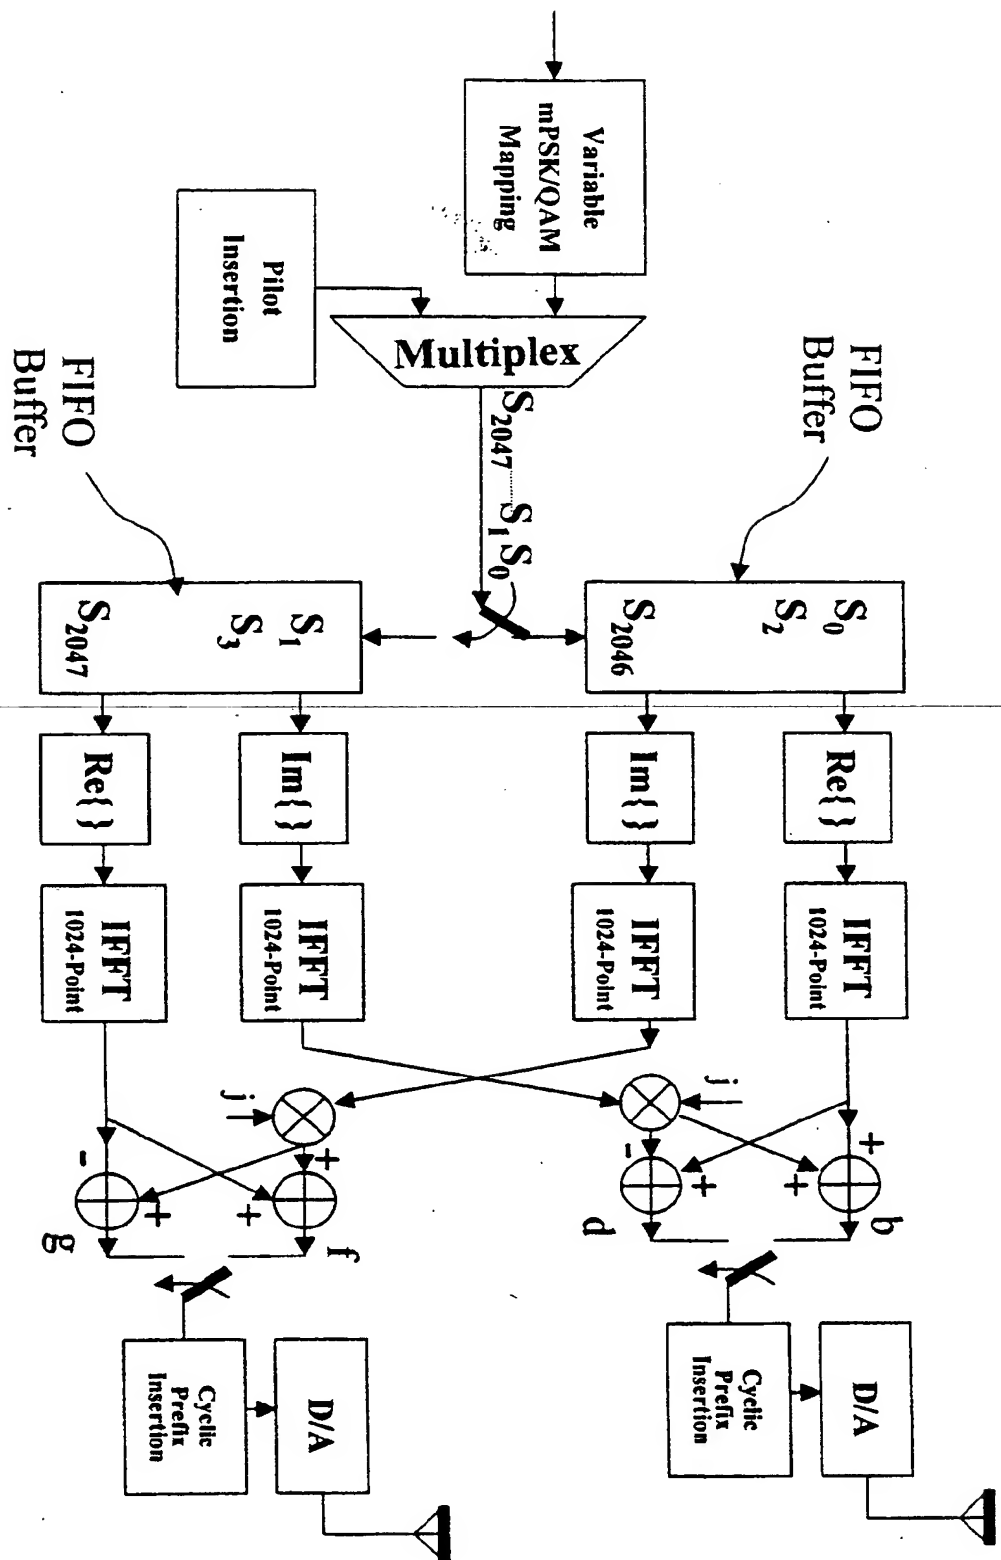 Variable
mPSK/QAM
Mapping
Pilot
Insertion
Multiplex
S2047 ........ S1 S0
FIFO
Buffer
S0
S2
S2046
FIFO
Buffer
S1
S3
S2047
Re{ }
Im{ }
Im{ }
Re{ }
IFFT
1024-Point
IFFT
1024-Point
IFFT
1024-Point
IFFT
1024-Point
j
j
+
+
b
-
+
d
+
+
f
-
+
g
Cyclic
Prefix
Insertion
D/A
Cyclic
Prefix
Insertion
D/A